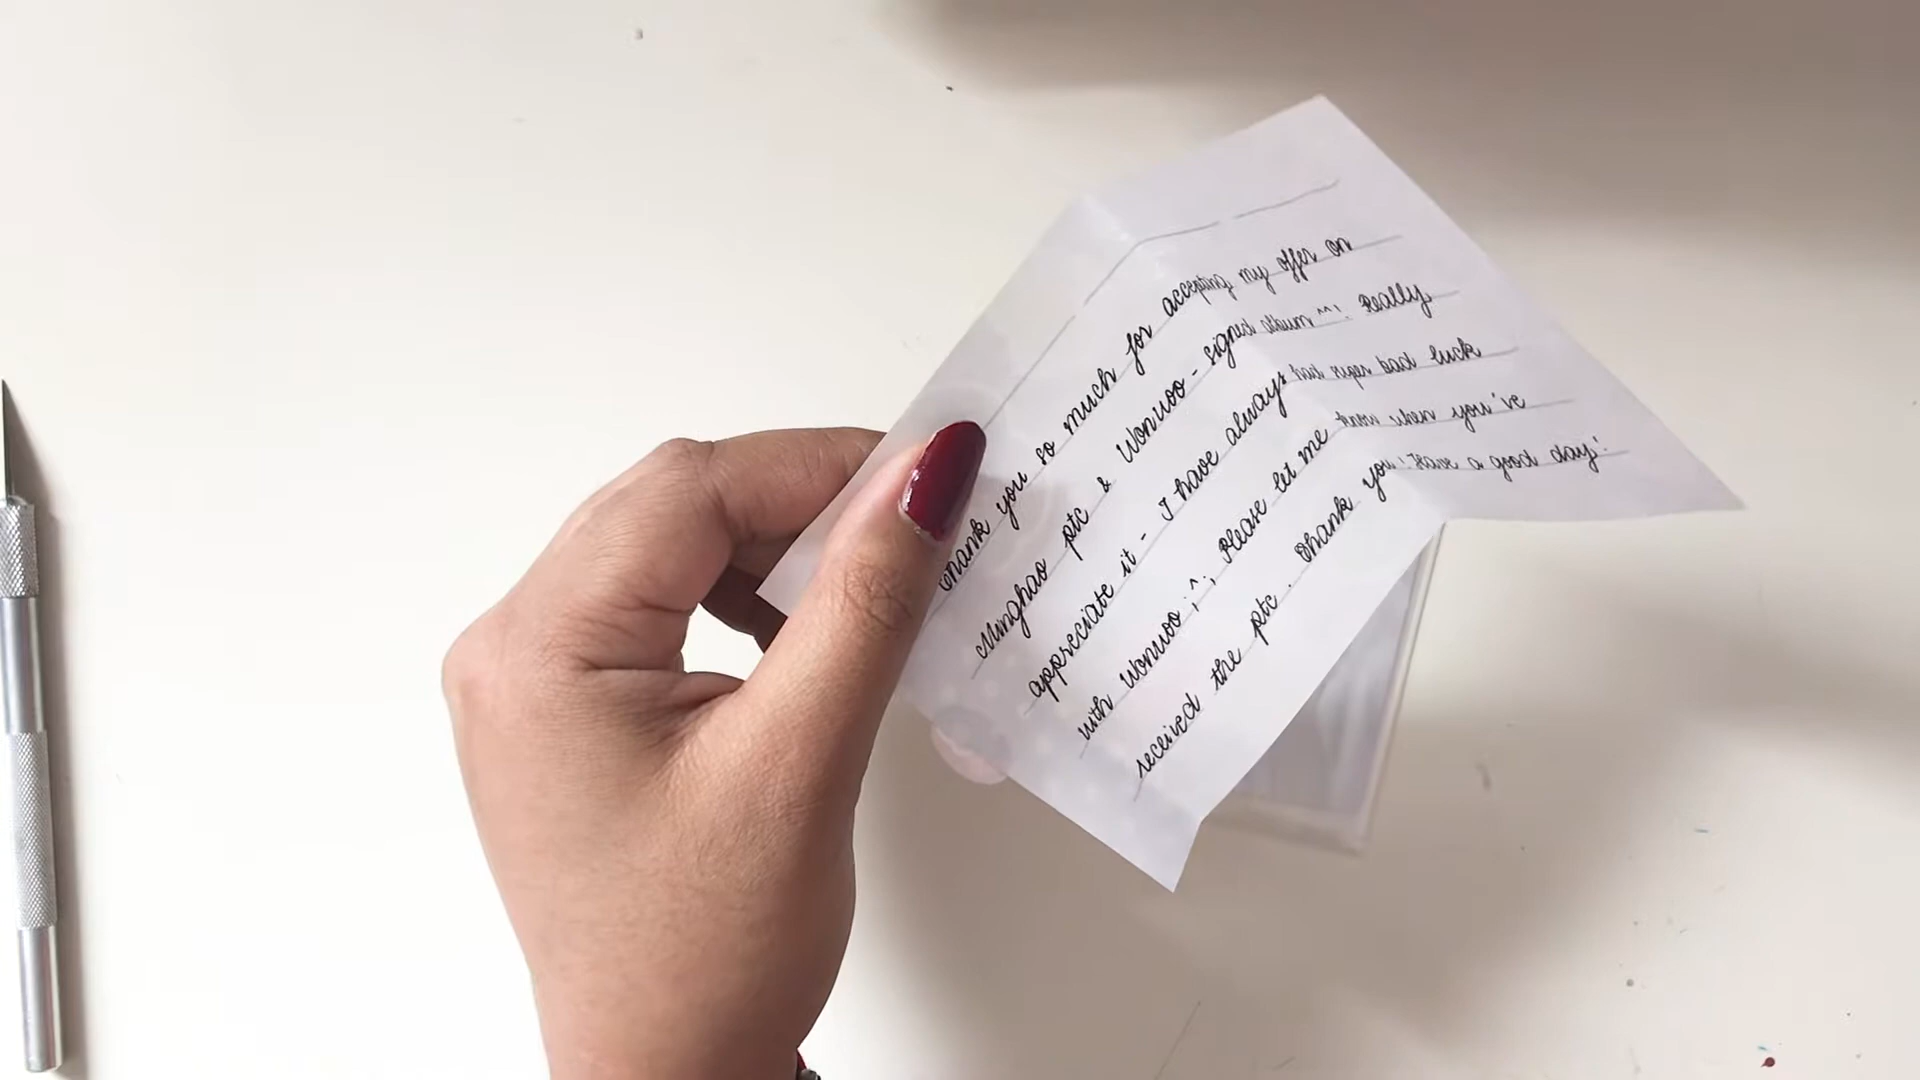 Thank you so much for accepting my offer on
Minghao ptc & Wonwoo - signed album ^^! Really
appreciate it - I have always had super bad luck
with Wonwoo ;^; Please let me know when you've
received the ptc. Thank you! Have a good day!